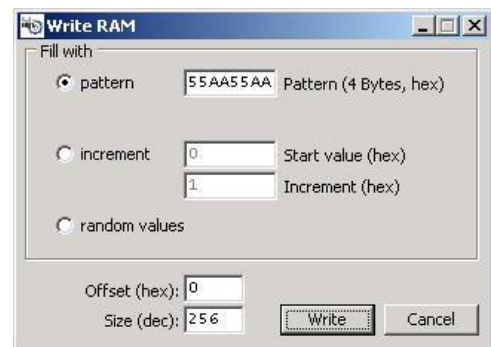 Write RAM
Fill with
pattern 55AA55AA Pattern (4 Bytes, hex)
increment 0 Start value (hex)
1 Increment (hex)
random values
Offset (hex): 0
Size (dec): 256 Write Cancel